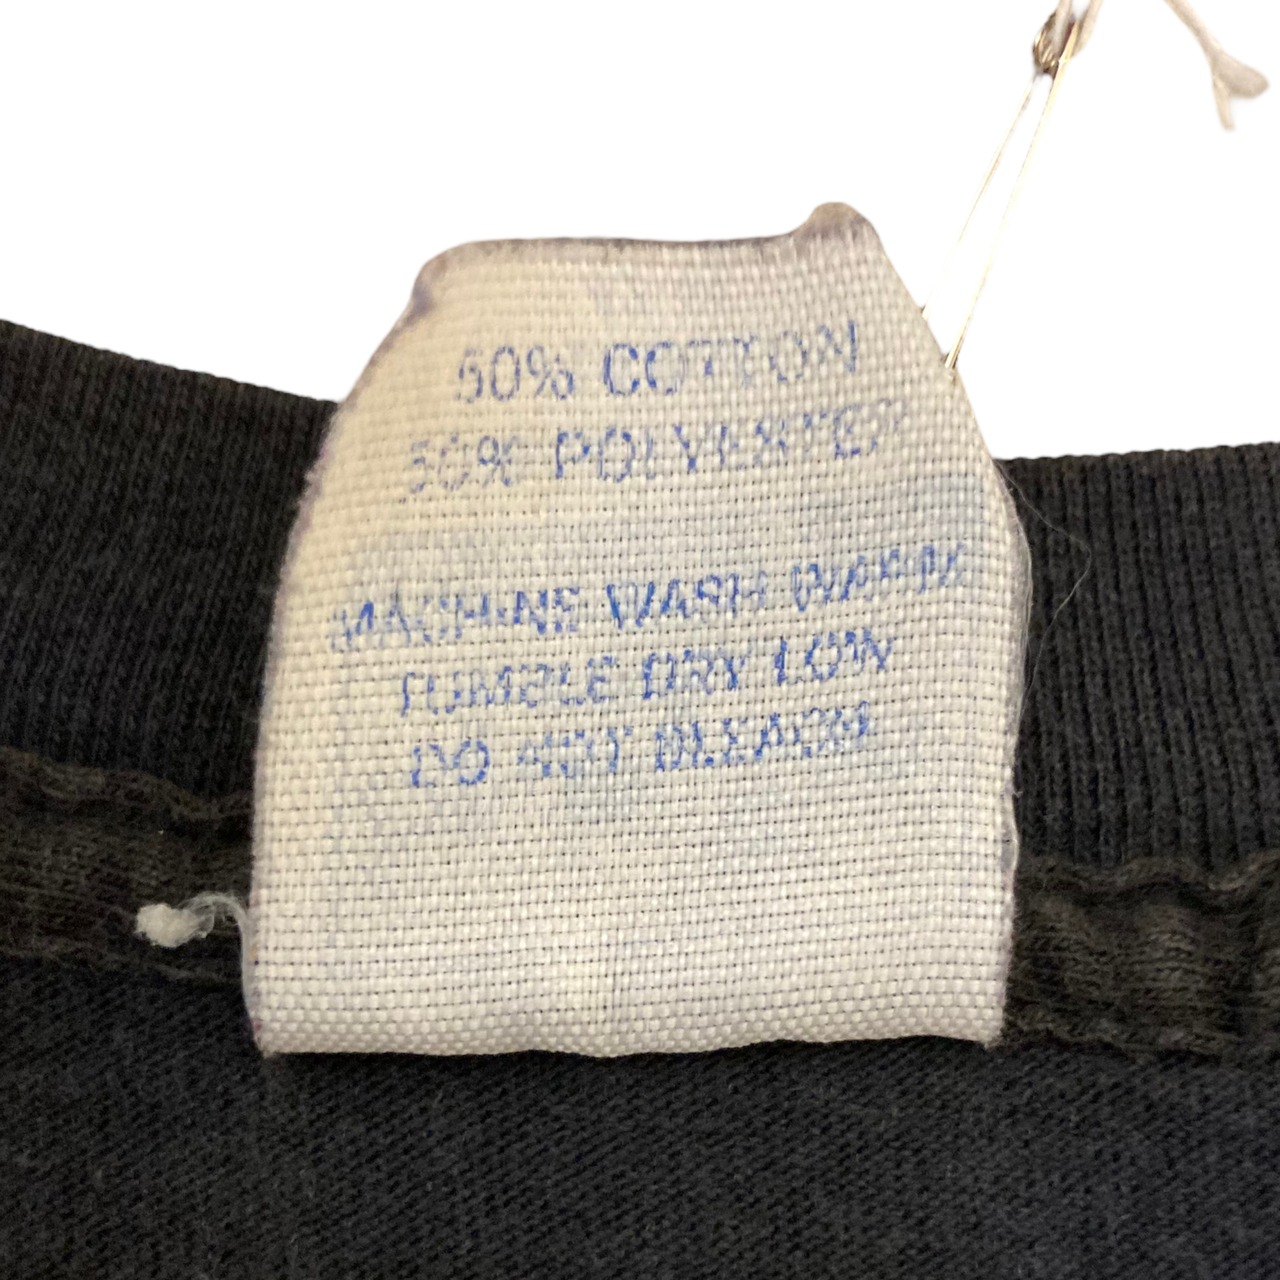 50% COTTON
50% POLYESTER
MACHINE WASH WARM
TUMBLE DRY LOW
DO NOT BLEACH